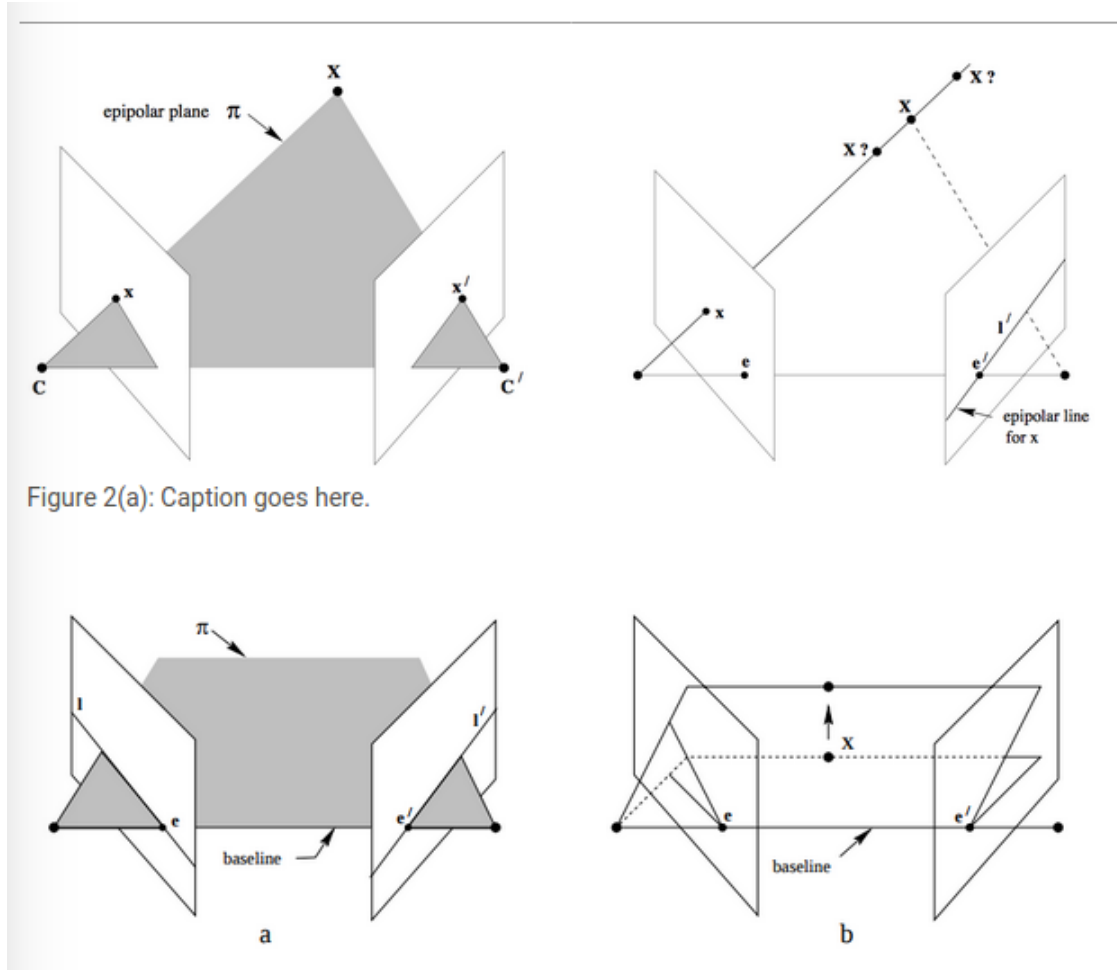 X
epipolar plane π
x
x /
C
C /
X ?
X
X ?
x
e
l /
e /
epipolar line
for x
Figure 2(a): Caption goes here.
π
l
l /
e
e /
baseline
a
X
e
e /
baseline
b